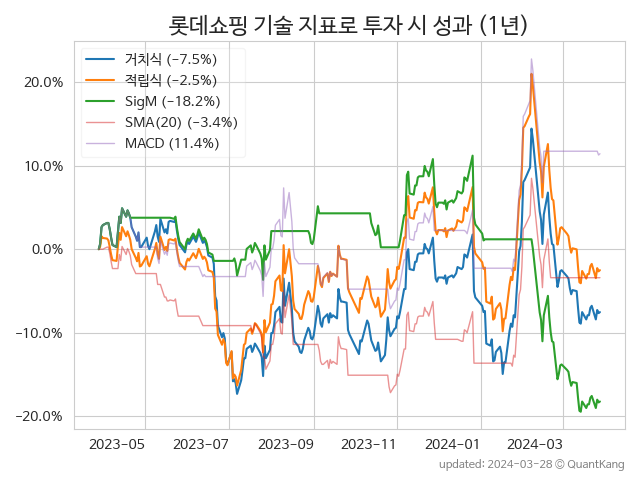 롯데쇼핑 기술 지표로 투자 시 성과 (1년)
거치식 (−7.5%)
적립식 (−2.5%)
SigM (−18.2%)
SMA(20) (−3.4%)
MACD (11.4%)
20.0%
10.0%
0.0%
−10.0%
−20.0%
2023-05 2023-07 2023-09 2023-11 2024-01 2024-03
updated: 2024-03-28 © QuantKang